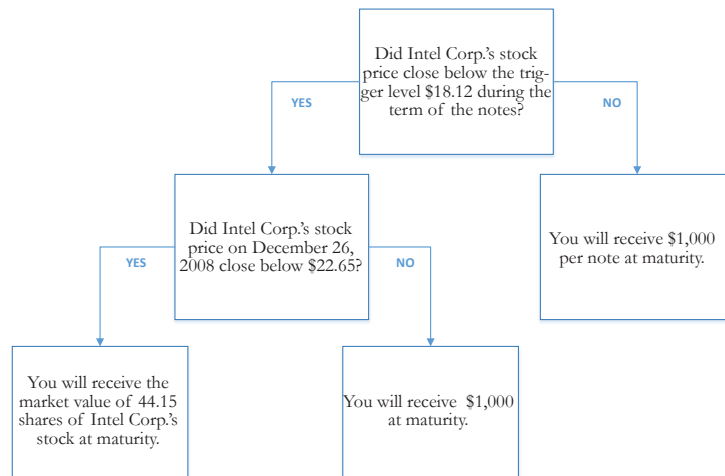 Did Intel Corp.'s stock
price close below the trig-
ger level $18.12 during the
term of the notes?
YES
NO
Did Intel Corp.'s stock
price on December 26,
2008 close below $22.65?
You will receive $1,000
per note at maturity.
YES
NO
You will receive the
market value of 44.15
shares of Intel Corp.'s
stock at maturity.
You will receive $1,000
at maturity.